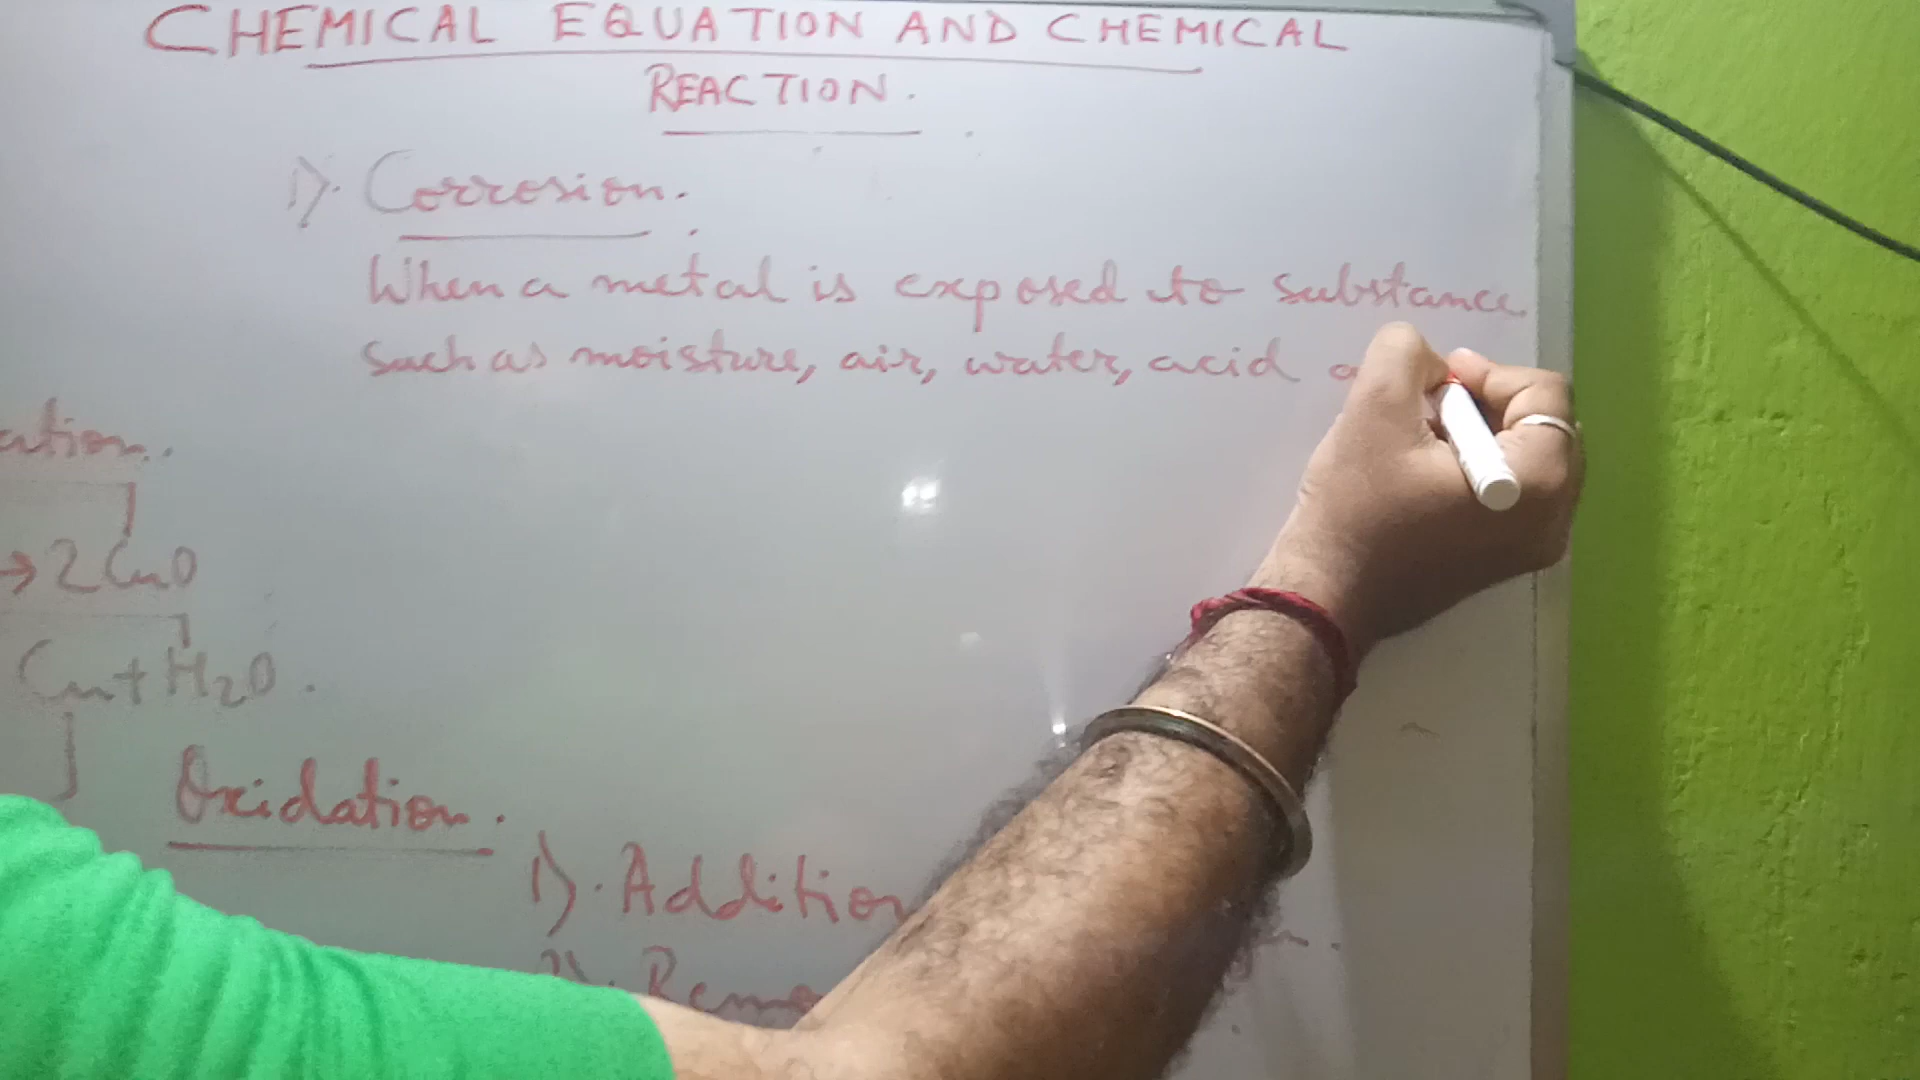 CHEMICAL EQUATION AND CHEMICAL
REACTION.
1). Corrosion.
When a metal is exposed to substance
such as moisture, air, water, acid
→ 2CuO
Cu + H2O.
Oxidation.
1). Addition
2).